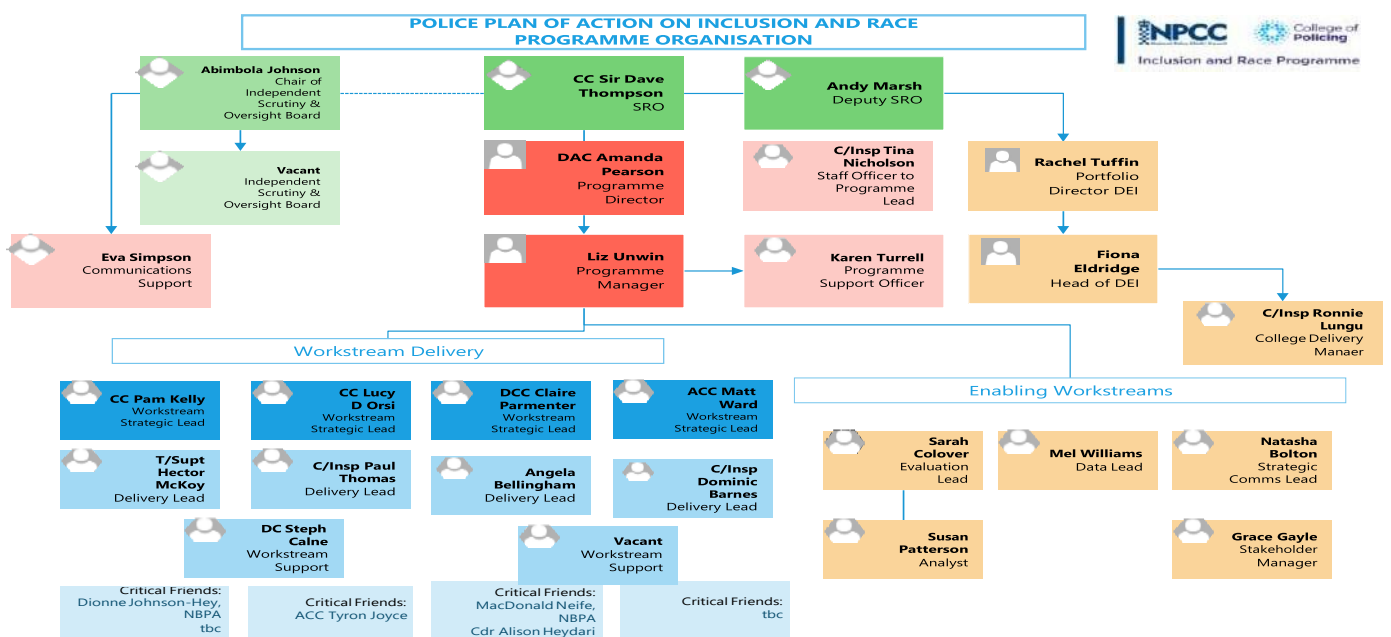 POLICE PLAN OF ACTION ON INCLUSION AND RACE
PROGRAMME ORGANISATION
NPCC
College of
Policing
Inclusion and Race Programme
Abimbola Johnson
Chair of
Independent
Scrutiny &
Oversight Board
CC Sir Dave
Thompson
SRO
Andy Marsh
Deputy SRO
Vacant
Independent
Scrutiny &
Oversight Board
DAC Amanda
Pearson
Programme
Director
C/Insp Tina
Nicholson
Staff Officer to
Programme
Lead
Rachel Tuffin
Portfolio
Director DEI
Eva Simpson
Communications
Support
Liz Unwin
Programme
Manager
Karen Turrell
Programme
Support Officer
Fiona
Eldridge
Head of DEI
C/Insp Ronnie
Lungu
College Delivery
Manaer
Workstream Delivery
CC Pam Kelly
Workstream
Strategic Lead
CC Lucy
D Orsi
Workstream
Strategic Lead
DCC Claire
Parmenter
Workstream
Strategic Lead
ACC Matt
Ward
Workstream
Strategic Lead
T/Supt
Hector
McKoy
Delivery Lead
C/Insp Paul
Thomas
Delivery Lead
Angela
Bellingham
Delivery Lead
C/Insp
Dominic
Barnes
Delivery Lead
DC Steph
Calne
Workstream
Support
Vacant
Workstream
Support
Critical Friends:
Dionne Johnson-Hey,
NBPA
tbc
Critical Friends:
ACC Tyron Joyce
Critical Friends:
MacDonald Neife,
NBPA
Cdr Alison Heydari
Critical Friends:
tbc
Enabling Workstreams
Sarah
Colover
Evaluation
Lead
Mel Williams
Data Lead
Natasha
Bolton
Strategic
Comms Lead
Susan
Patterson
Analyst
Grace Gayle
Stakeholder
Manager